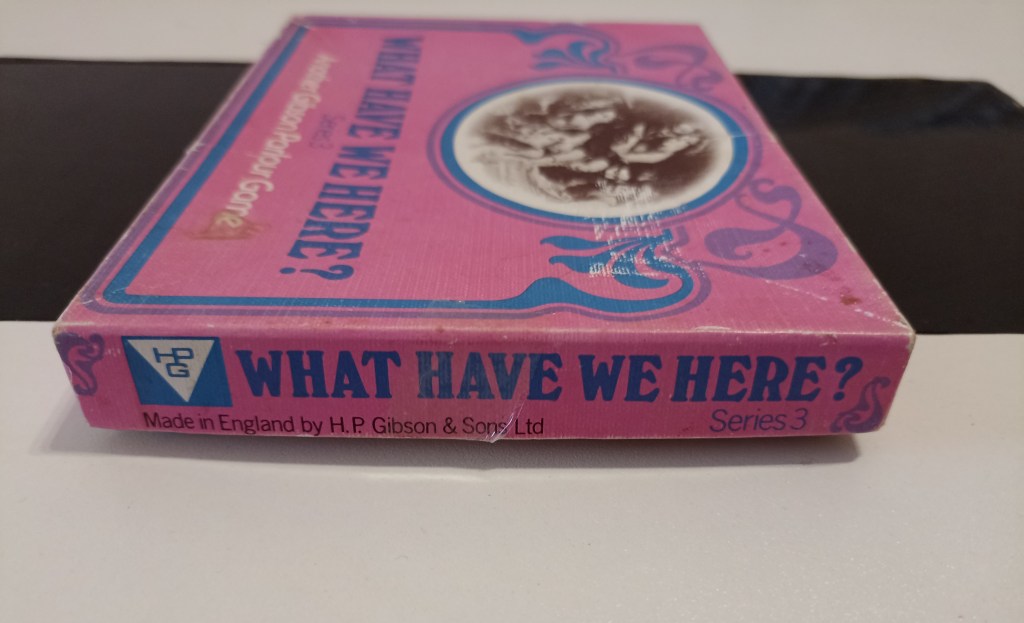 WHAT HAVE WE HERE?
Series 3
Another Gibson Parlour Game
HPG
WHAT HAVE WE HERE?
Made in England by H.P. Gibson & Sons Ltd
Series 3